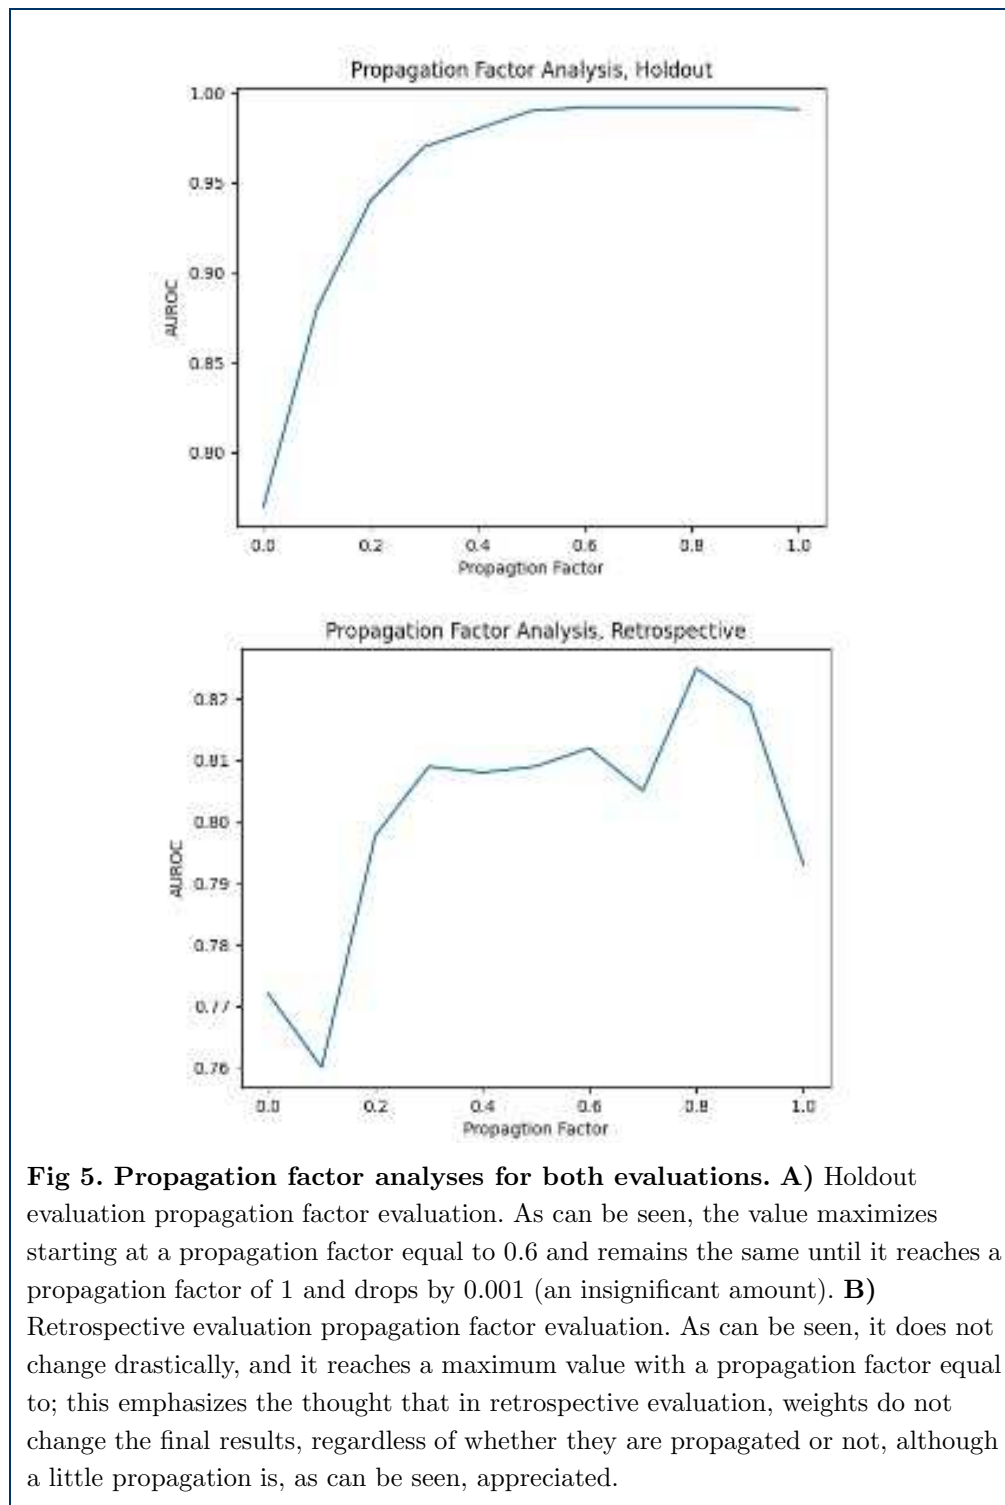 Propagation Factor Analysis, Holdout
1.00
0.95
0.90
0.85
0.80
AUROC
0.0 0.2 0.4 0.6 0.8 1.0
Propagtion Factor
Propagation Factor Analysis, Retrospective
0.82
0.81
0.80
0.79
0.78
0.77
0.76
AUROC
0.0 0.2 0.4 0.6 0.8 1.0
Propagtion Factor
Fig 5. Propagation factor analyses for both evaluations. A) Holdout
evaluation propagation factor evaluation. As can be seen, the value maximizes
starting at a propagation factor equal to 0.6 and remains the same until it reaches a
propagation factor of 1 and drops by 0.001 (an insignificant amount). B)
Retrospective evaluation propagation factor evaluation. As can be seen, it does not
change drastically, and it reaches a maximum value with a propagation factor equal
to; this emphasizes the thought that in retrospective evaluation, weights do not
change the final results, regardless of whether they are propagated or not, although
a little propagation is, as can be seen, appreciated.